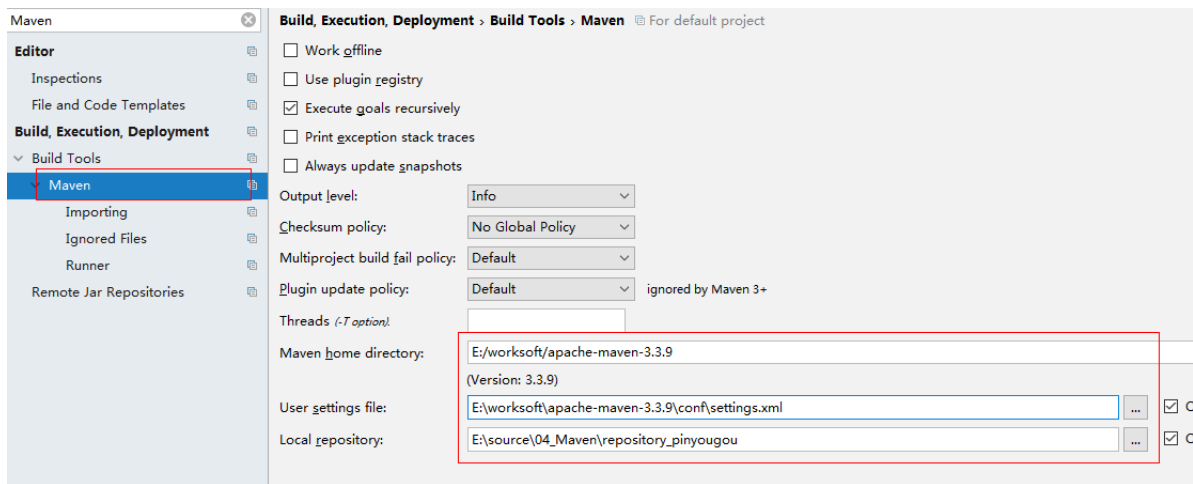 Maven
Editor
Inspections
File and Code Templates
Build, Execution, Deployment
Build Tools
Maven
Importing
Ignored Files
Runner
Remote Jar Repositories
Build, Execution, Deployment › Build Tools › Maven For default project
Work offline
Use plugin registry
Execute goals recursively
Print exception stack traces
Always update snapshots
Output level: Info
Checksum policy: No Global Policy
Multiproject build fail policy: Default
Plugin update policy: Default ignored by Maven 3+
Threads (-T option):
Maven home directory: E:/worksoft/apache-maven-3.3.9
(Version: 3.3.9)
User settings file: E:\worksoft\apache-maven-3.3.9\conf\settings.xml ...
Local repository: E:\source\04_Maven\repository_pinyougou ...